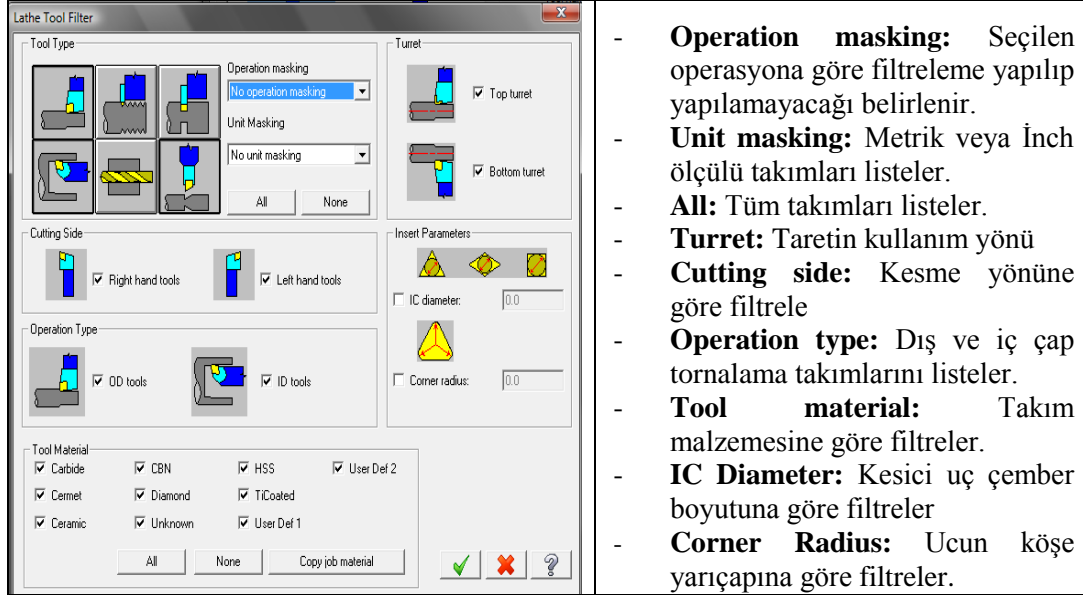 Lathe Tool Filter
Tool Type
Operation masking
No operation masking
Unit Masking
No unit masking
All None
Turret
Top turret
Bottom turret
Cutting Side
Right hand tools Left hand tools
Operation Type
OD tools ID tools
Insert Parameters
IC diameter: 0.0
Corner radius: 0.0
Tool Material
Carbide CBN HSS User Def 2
Cermet Diamond TiCoated
Ceramic Unknown User Def 1
All None Copy job material
- Operation masking: Seçilen
operasyona göre filtreleme yapılıp
yapılamayacağı belirlenir.
- Unit masking: Metrik veya İnch
ölçülü takımları listeler.
- All: Tüm takımları listeler.
- Turret: Taretin kullanım yönü
- Cutting side: Kesme yönüne
göre filtrele
- Operation type: Dış ve iç çap
tornalama takımlarını listeler.
- Tool material: Takım
malzemesine göre filtreler.
- IC Diameter: Kesici uç çember
boyutuna göre filtreler
- Corner Radius: Ucun köşe
yarıçapına göre filtreler.